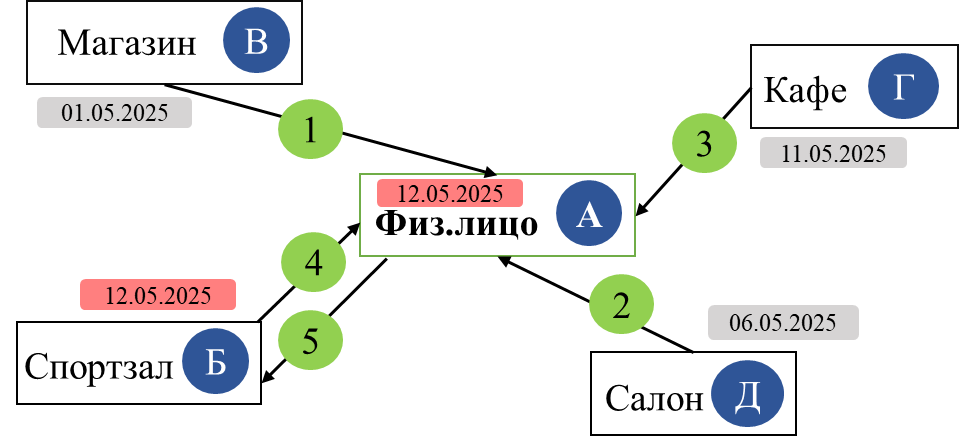 Магазин В
01.05.2025
1
Кафе Г
3
11.05.2025
12.05.2025
Физ.лицо А
4
12.05.2025
5
2
06.05.2025
Спортзал Б
Салон Д